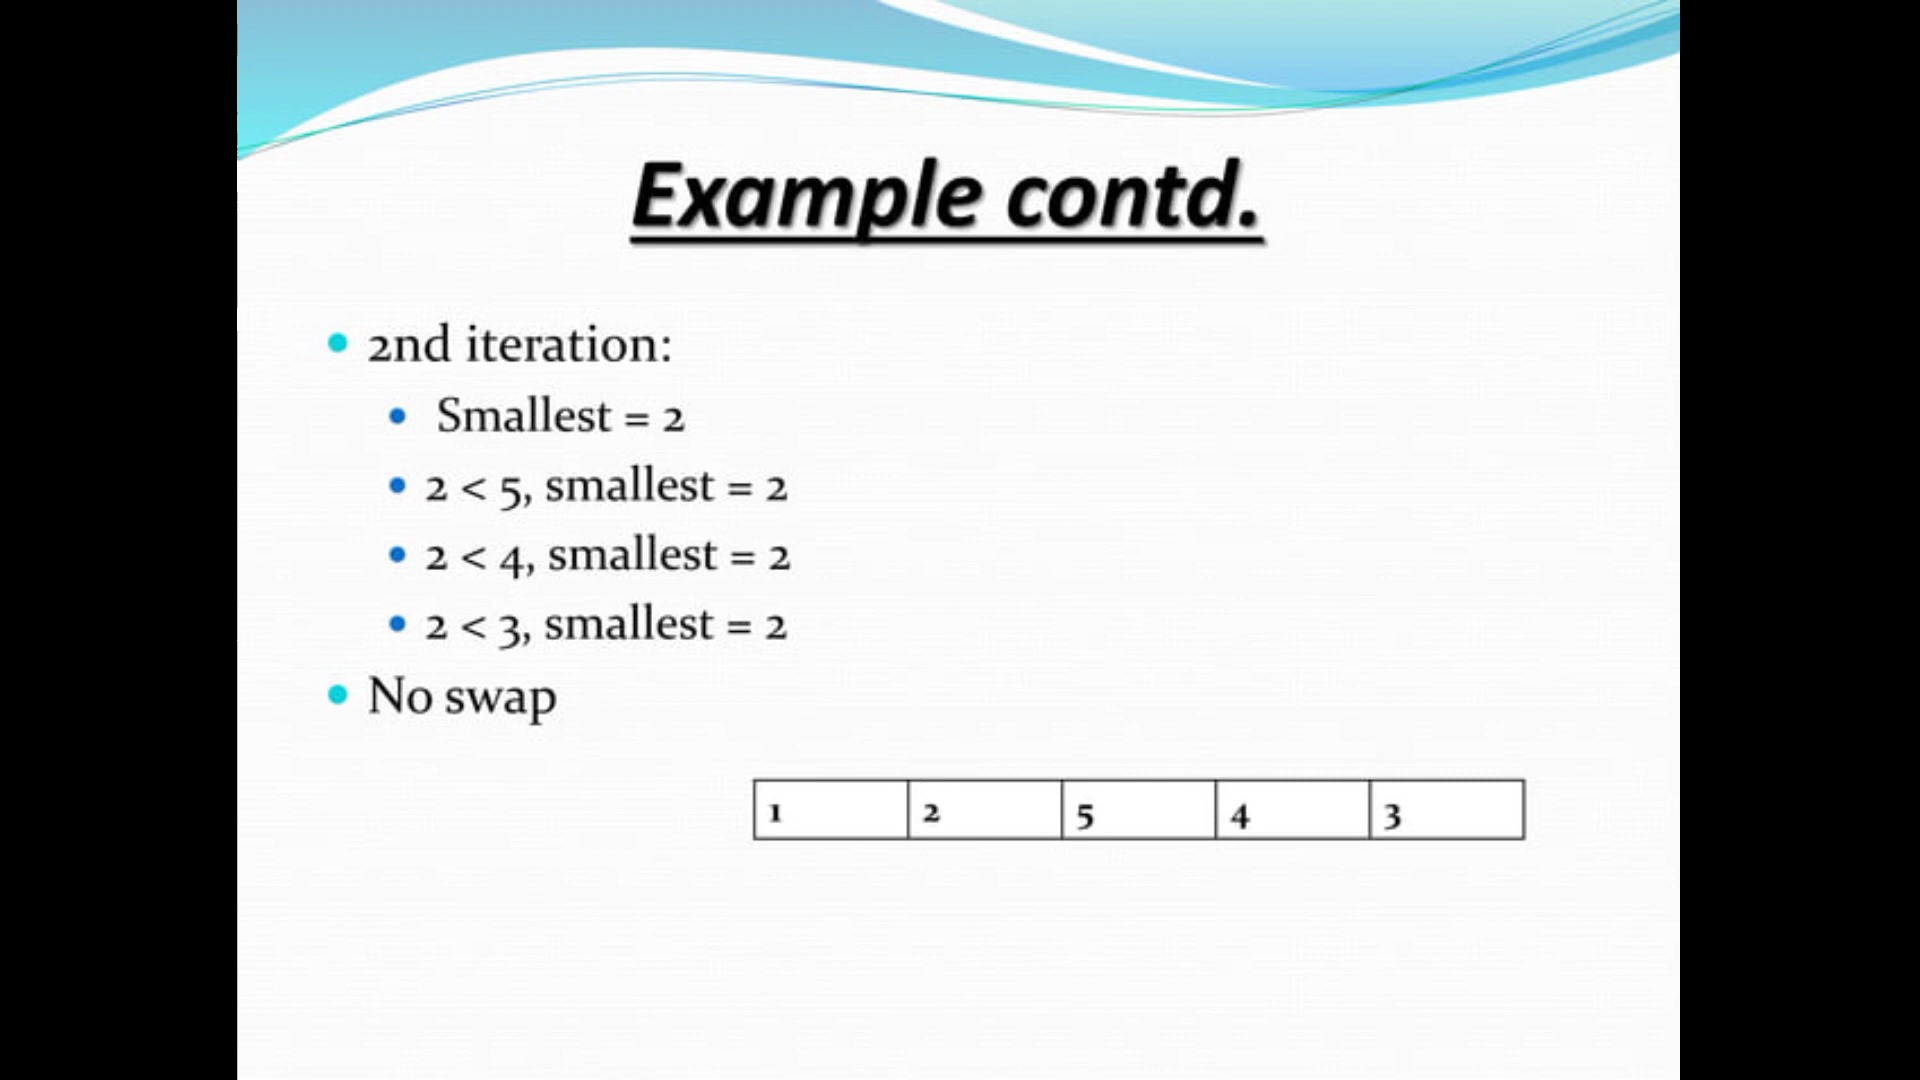 Example contd.
2nd iteration:
Smallest = 2
2 < 5, smallest = 2
2 < 4, smallest = 2
2 < 3, smallest = 2
No swap
1 2 5 4 3